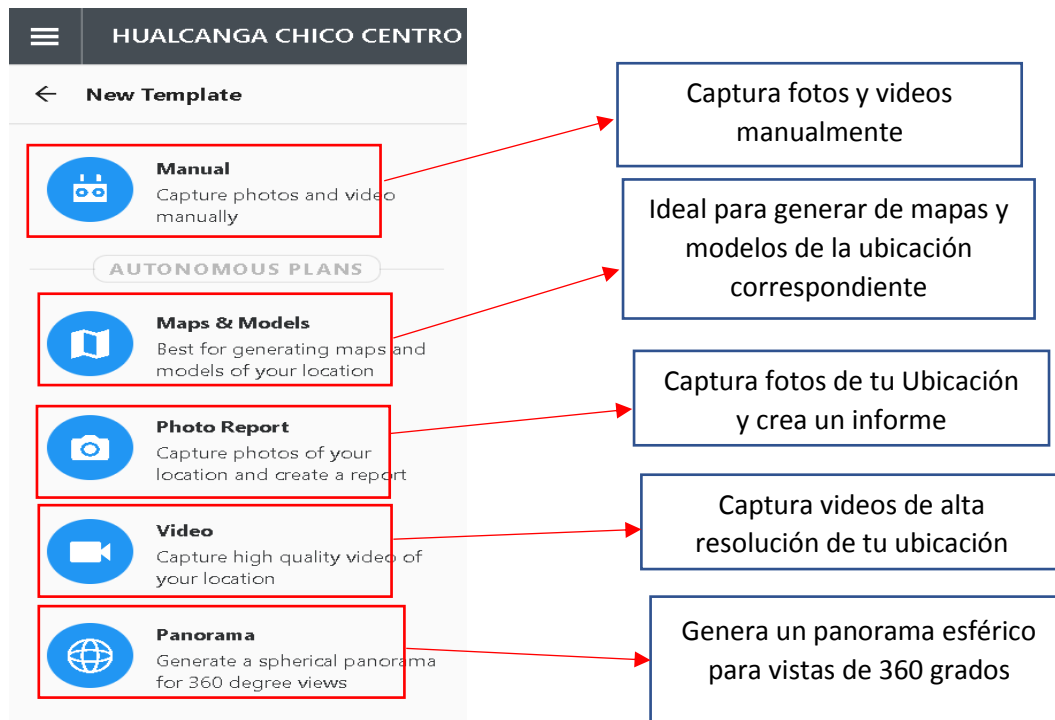 HUALCANGA CHICO CENTRO
New Template
Manual
Capture photos and video
manually
AUTONOMOUS PLANS
Maps & Models
Best for generating maps and
models of your location
Photo Report
Capture photos of your
location and create a report
Video
Capture high quality video of
your location
Panorama
Generate a spherical panorama
for 360 degree views
Captura fotos y videos
manualmente
Ideal para generar de mapas y
modelos de la ubicación
correspondiente
Captura fotos de tu Ubicación
y crea un informe
Captura videos de alta
resolución de tu ubicación
Genera un panorama esférico
para vistas de 360 grados